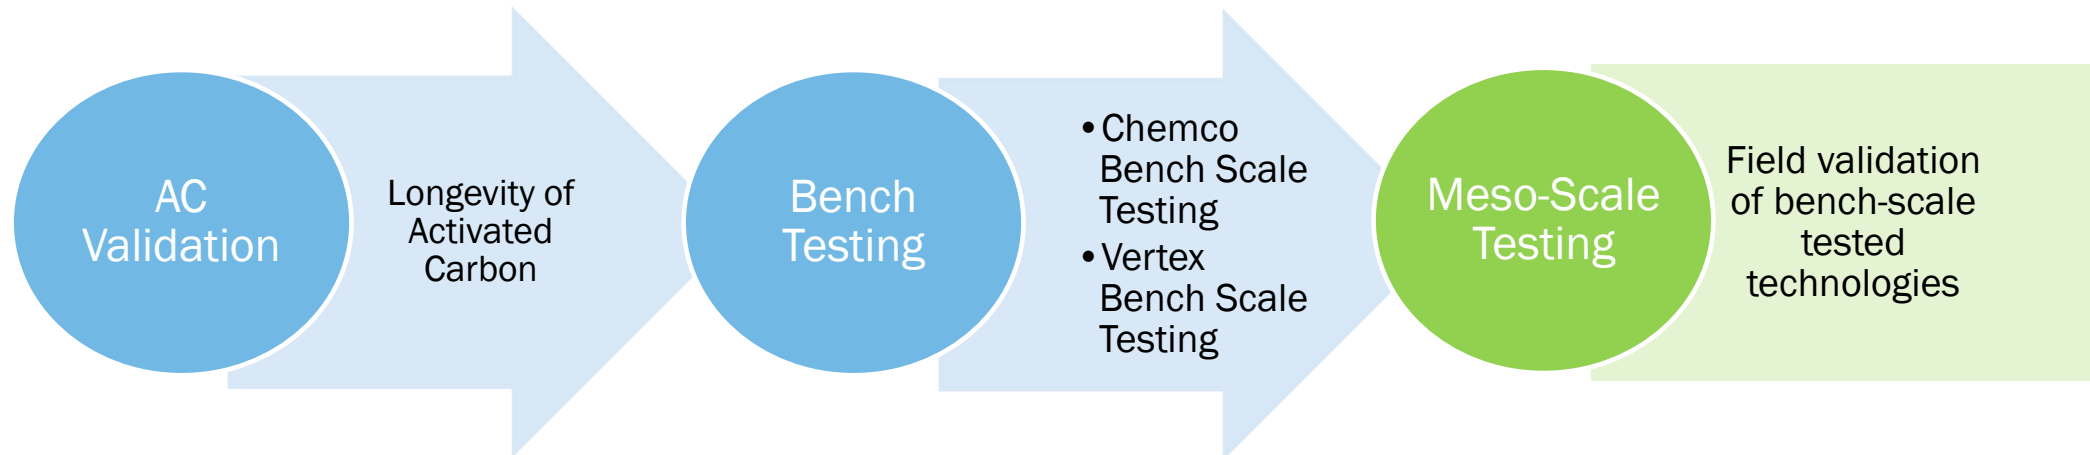 AC
Validation
Longevity of
Activated
Carbon
Bench
Testing
•Chemco
Bench Scale
Testing
•Vertex
Bench Scale
Testing
Meso-Scale
Testing
Field validation
of bench-scale
tested
technologies